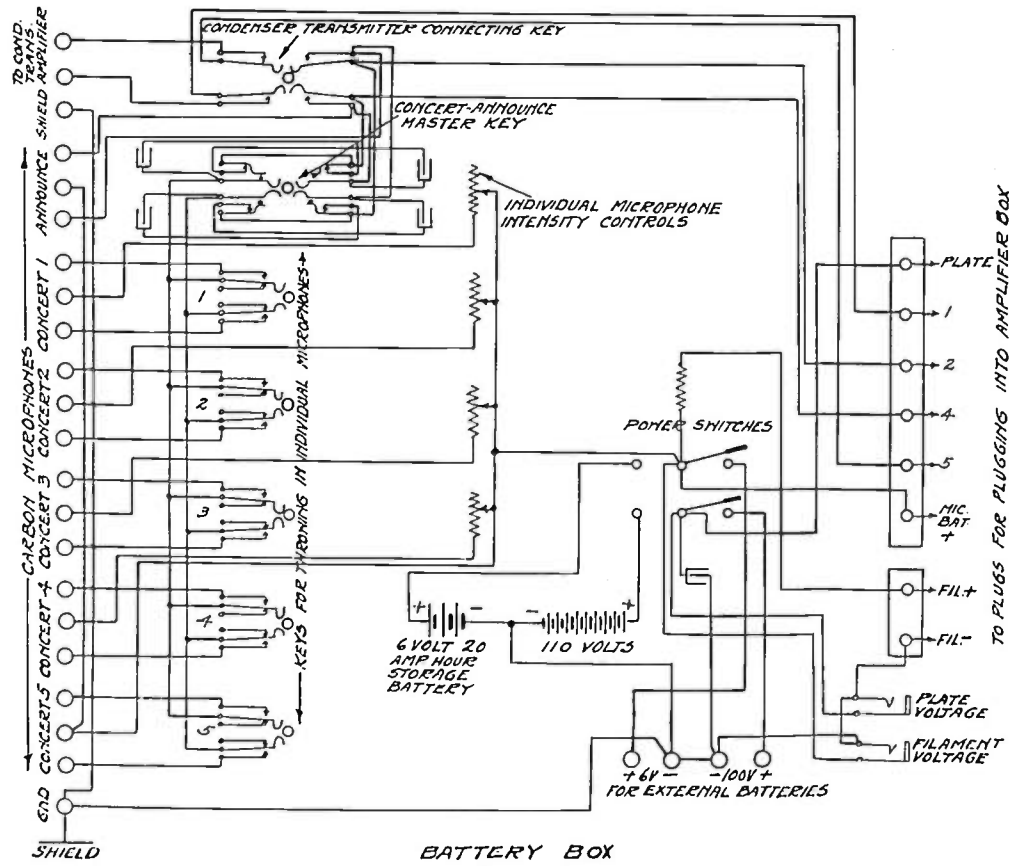 CONDENSER TRANSMITTER CONNECTING KEY
TO COND.
TRANS.
AMPLIFIER
SHIELD
CONCERT-ANNOUNCE
MASTER KEY
ANNOUNCE
INDIVIDUAL MICROPHONE
INTENSITY CONTROLS
CARBON MICROPHONES
CONCERT 1
CONCERT 2
CONCERT 3
CONCERT 4
CONCERT 5
GND
SHIELD
1
2
3
4
5
KEYS FOR THROWING IN INDIVIDUAL MICROPHONES
POWER SWITCHES
PLATE
1
2
4
5
MIC.
BAT.
+
FIL+
FIL-
TO PLUGS FOR PLUGGING INTO AMPLIFIER BOX
+ -
6 VOLT 20
AMP HOUR
STORAGE
BATTERY
- +
110 VOLTS
PLATE
VOLTAGE
FILAMENT
VOLTAGE
+ 6V -
-100V +
FOR EXTERNAL BATTERIES
BATTERY BOX